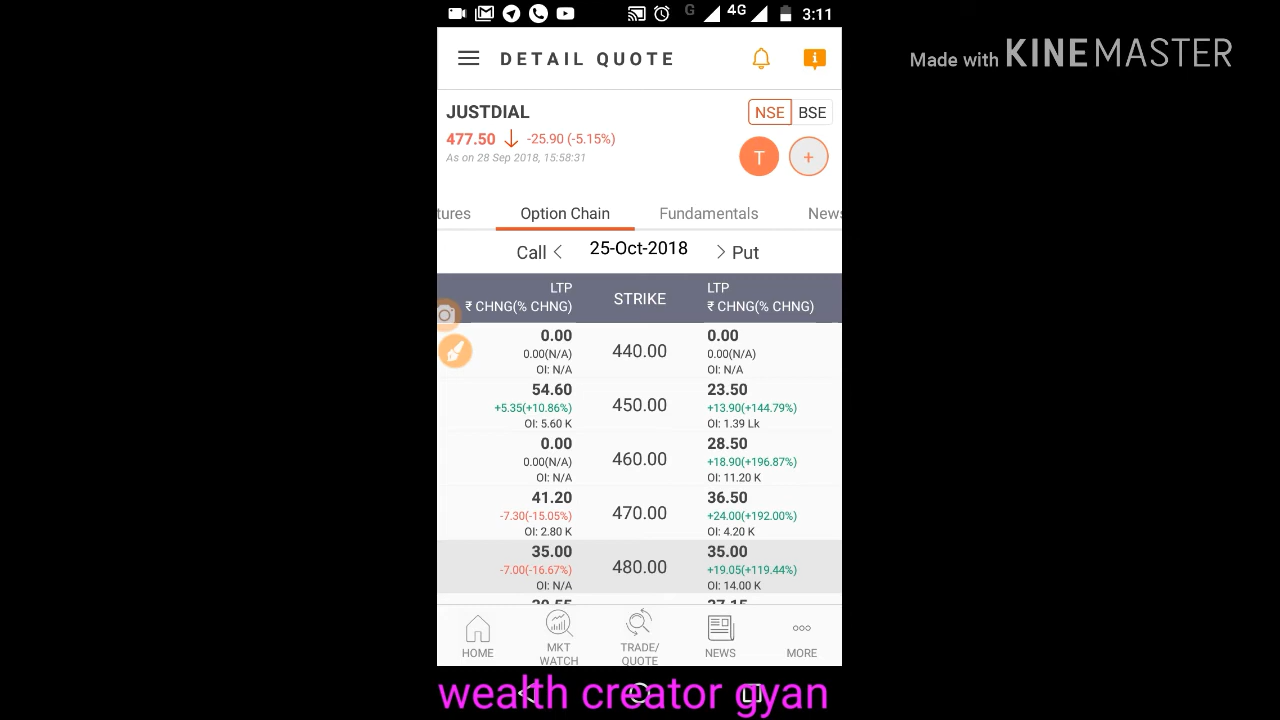 G 4G 3:11
Made with KINEMASTER
DETAIL QUOTE
JUSTDIAL
NSE BSE
477.50 ↓ -25.90 (-5.15%)
As on 28 Sep 2018, 15:58:31
T +
tures Option Chain Fundamentals News
Call < 25-Oct-2018 > Put
LTP STRIKE LTP
₹ CHNG(% CHNG) ₹ CHNG(% CHNG)
0.00 440.00 0.00
0.00(N/A) 0.00(N/A)
OI: N/A OI: N/A
54.60 450.00 23.50
+5.35(+10.86%) +13.90(+144.79%)
OI: 5.60 K OI: 1.39 Lk
0.00 460.00 28.50
0.00(N/A) +18.90(+196.87%)
OI: N/A OI: 11.20 K
41.20 470.00 36.50
-7.30(-15.05%) +24.00(+192.00%)
OI: 2.80 K OI: 4.20 K
35.00 480.00 35.00
-7.00(-16.67%) +19.05(+119.44%)
OI: N/A OI: 14.00 K
HOME MKT WATCH TRADE/ QUOTE NEWS MORE
wealth creator gyan